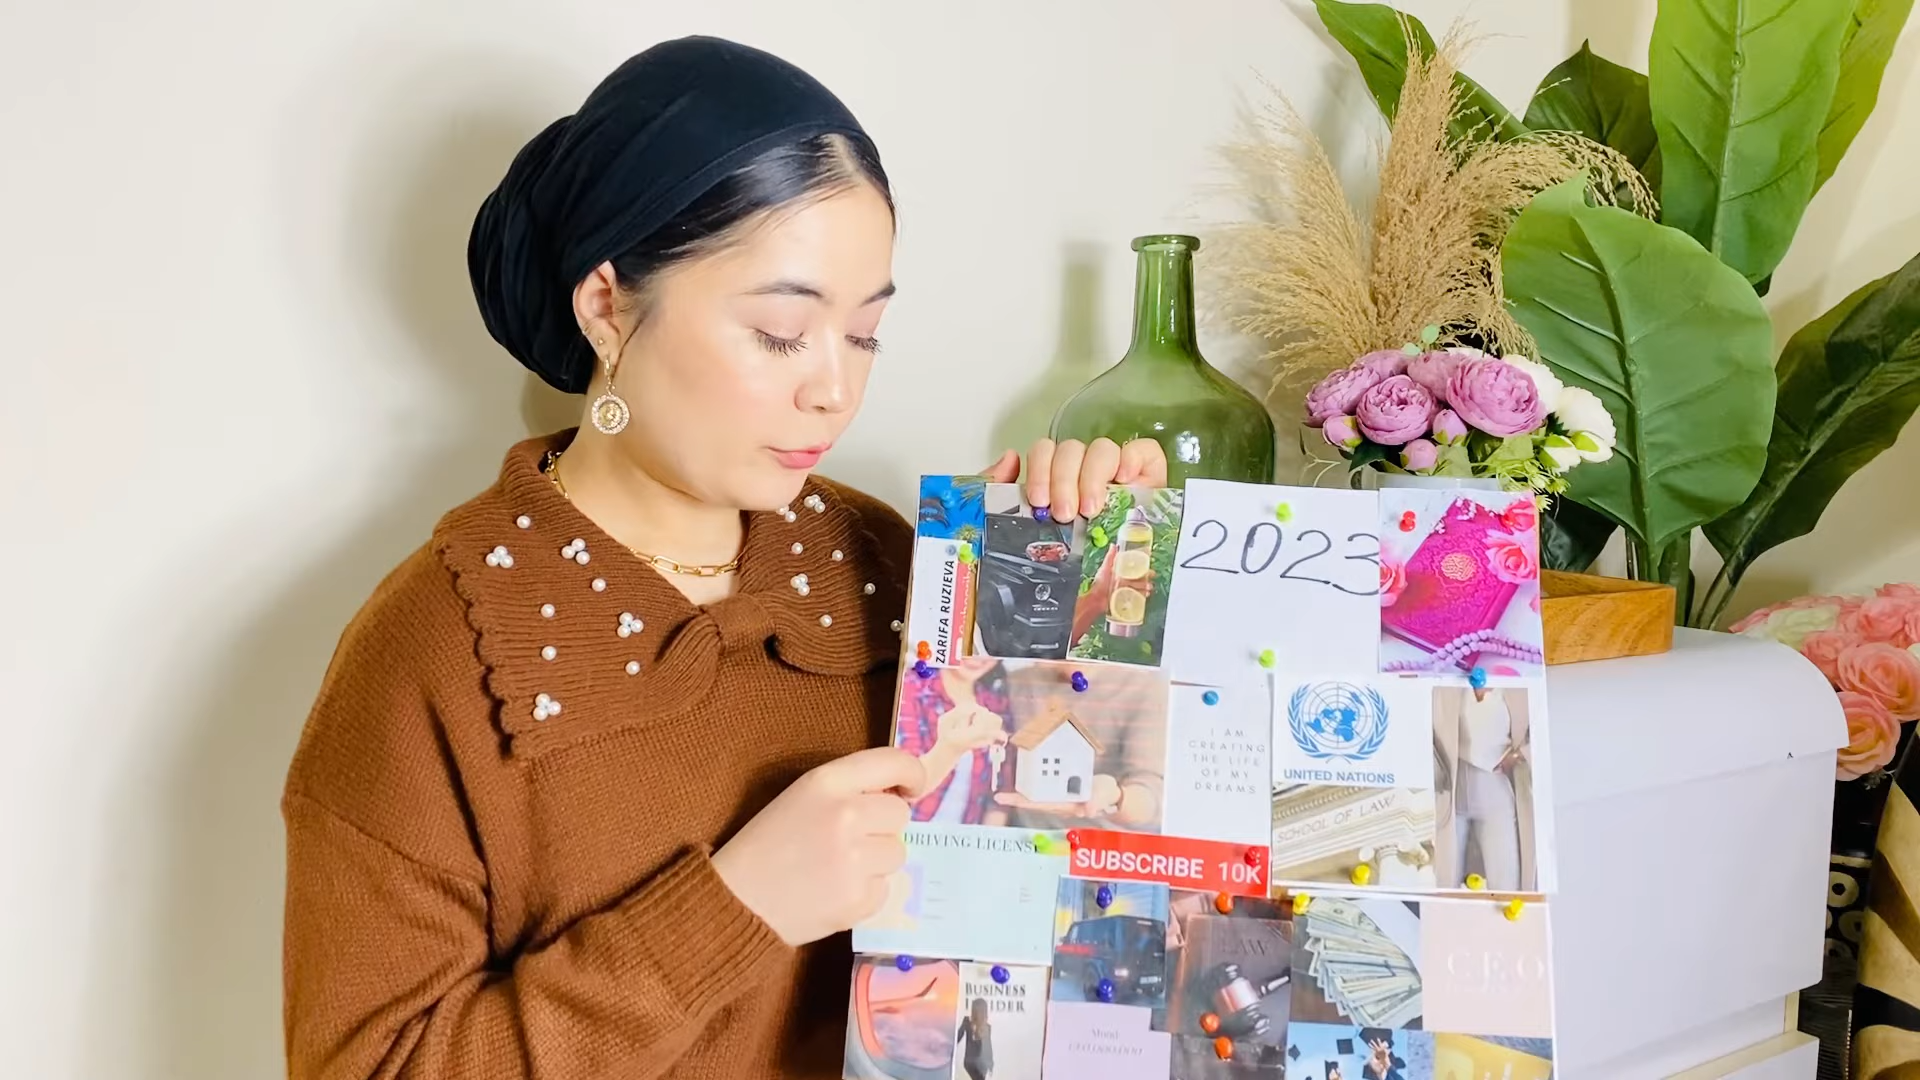 2023
ZARIFA RUZIEVA
I AM
CREATING
THE LIFE
OF MY
DREAMS
UNITED NATIONS
SCHOOL OF LAW
DRIVING LICENSE
SUBSCRIBE 10K
LAW
CEO
BUSINESS
INSIDER
Mood: